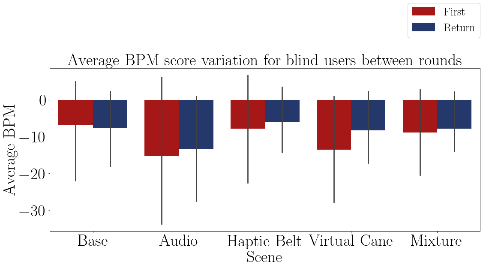 First
Return
Average BPM score variation for blind users between rounds
Average BPM
0
−10
−20
−30
Base
Audio
Haptic Belt
Virtual Cane
Mixture
Scene